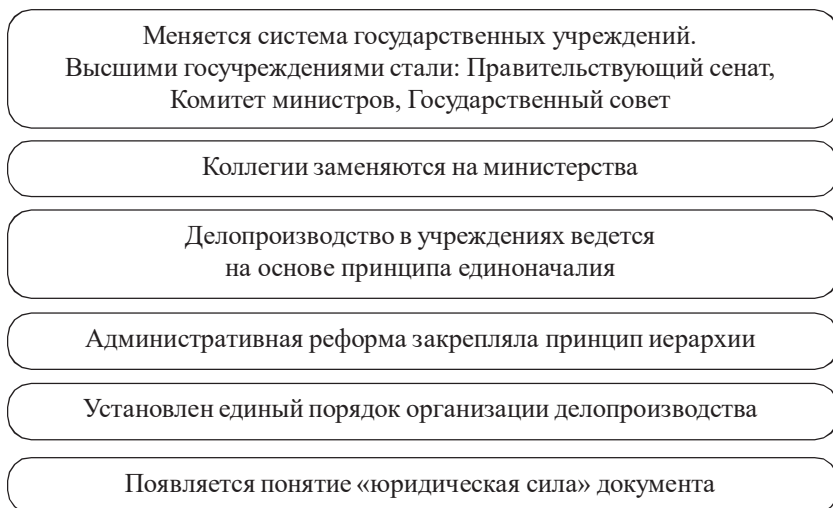 Меняется система государственных учреждений.
Высшими госучреждениями стали: Правительствующий сенат,
Комитет министров, Государственный совет
Коллегии заменяются на министерства
Делопроизводство в учреждениях ведется
на основе принципа единоначалия
Административная реформа закрепляла принцип иерархии
Установлен единый порядок организации делопроизводства
Появляется понятие «юридическая сила» документа